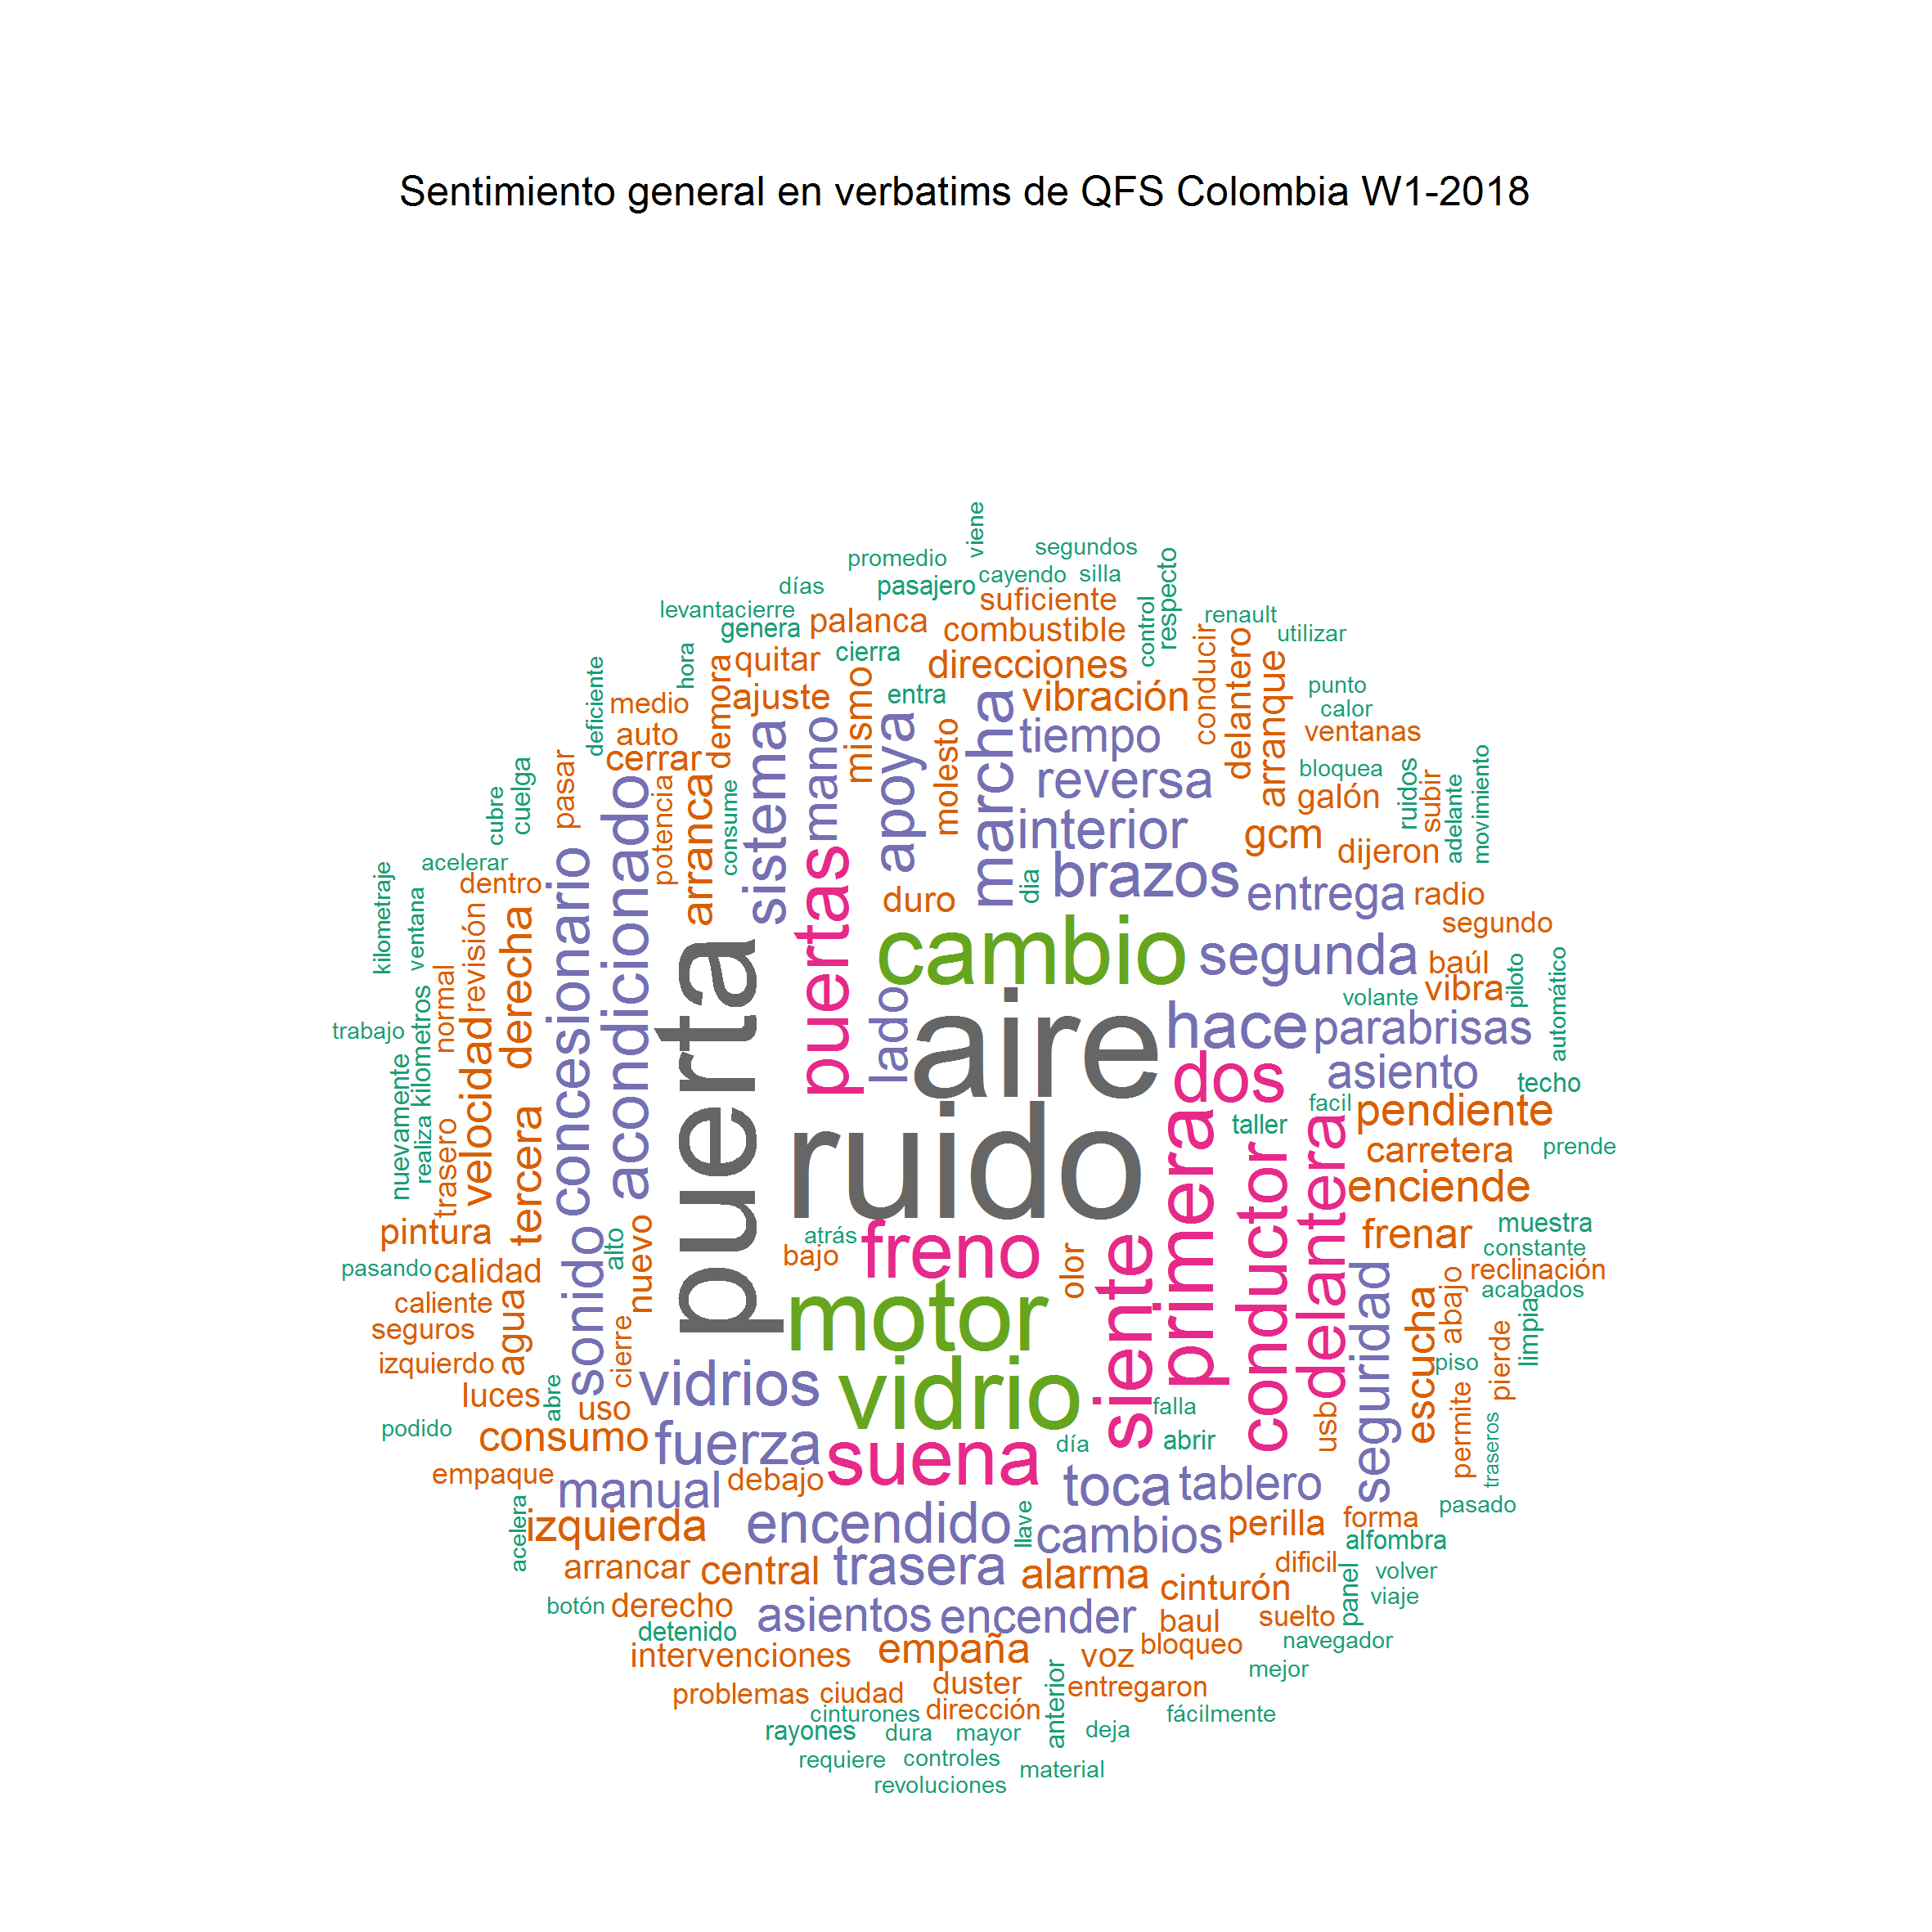 Sentimiento general en verbatims de QFS Colombia W1-2018
viene
segundos
promedio
cayendo
silla
respecto
días
pasajero
suficiente
control
levantacierre
palanca
renault
genera
combustible
conducir
utilizar
hora
quitar
cierra
direcciones
delantero
deficiente
demora
ajuste
mismo
entra
marcha
vibración
arranque
punto
medio
calor
auto
sistema
mano
apoya
molesto
tiempo
ventanas
cubre
cuelga
pasar
cerrar
acondicionado
potencia
arranca
consume
reversa
bloquea
galón
ruidos
subir
adelante
movimiento
interior
gcm
dijeron
kilometraje
acelerar
concesionario
puertas
dia
brazos
dentro
duro
entrega
radio
ventana
revisión
derecha
segundo
cambio
segunda
baúl
normal
puerta
lado
aire
vibra
piloto
automático
volante
trabajo
kilometros
velocidad
hace
parabrisas
nuevamente
realiza
trasero
tercera
dos
asiento
techo
facil
pendiente
ruido
primera
taller
conductor
delantera
carretera
prende
enciende
pintura
sonido
alto
nuevo
atrás
bajo
freno
olor
siente
frenar
muestra
constante
pasando
calidad
seguridad
abajo
reclinación
acabados
caliente
agua
motor
escucha
seguros
cierre
pierde
limpia
izquierdo
vidrios
vidrio
piso
luces
abre
uso
falla
usb
permite
traseros
podido
consumo
fuerza
suena
día
abrir
empaque
manual
debajo
toca
tablero
pasado
acelera
izquierda
encendido
llave
cambios
perilla
forma
alfombra
arrancar
central
trasera
alarma
dificil
panel
volver
cinturón
viaje
botón
derecho
asientos
encender
baul
suelto
detenido
navegador
intervenciones
empaña
voz
bloqueo
mejor
problemas
ciudad
duster
anterior
entregaron
cinturones
dirección
fácilmente
rayones
dura
mayor
deja
requiere
controles
material
revoluciones